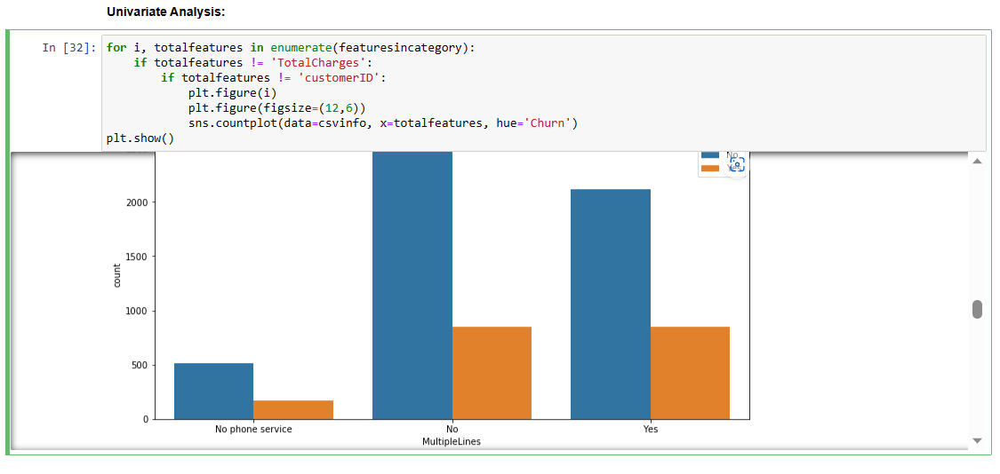 Univariate Analysis:
In [32]: for i, totalfeatures in enumerate(featuresincategory):
if totalfeatures != 'TotalCharges':
if totalfeatures != 'customerID':
plt.figure(i)
plt.figure(figsize=(12,6))
sns.countplot(data=csvinfo, x=totalfeatures, hue='Churn')
plt.show()
No
2000
1500
1000
500
0
count
No phone service No Yes
MultipleLines